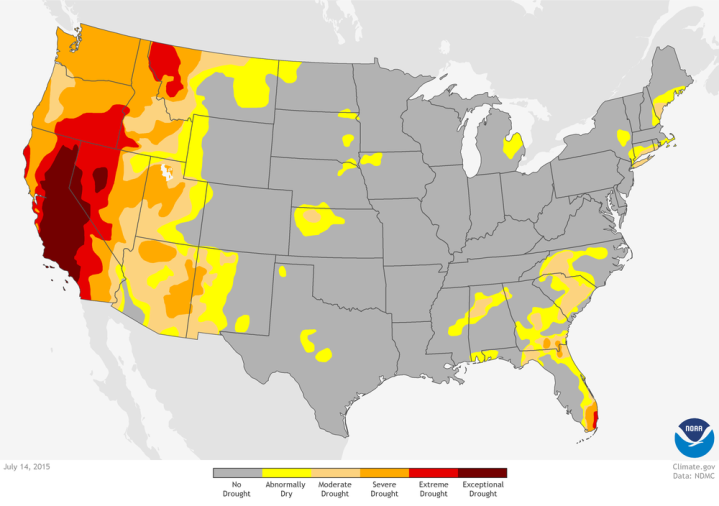 NOAA
July 14, 2015
Climate.gov
Data: NDMC
No
Drought
Abnormally
Dry
Moderate
Drought
Severe
Drought
Extreme
Drought
Exceptional
Drought